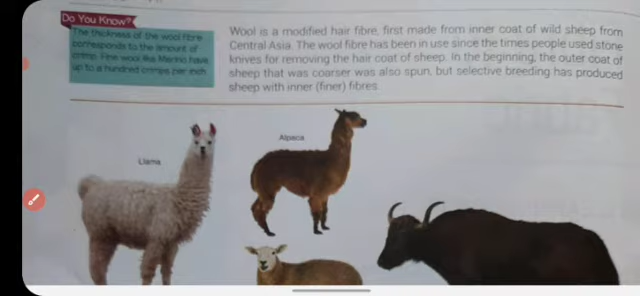 Do You Know?
The thickness of the wool fibre
corresponds to the amount of
crimp. Fine wool like Merino have
up to a hundred crimps per inch.
Wool is a modified hair fibre, first made from inner coat of wild sheep from
Central Asia. The wool fibre has been in use since the times people used stone
knives for removing the hair coat of sheep. In the beginning, the outer coat of
sheep that was coarser was also spun, but selective breeding has produced
sheep with inner (finer) fibres.
Alpaca
Llama